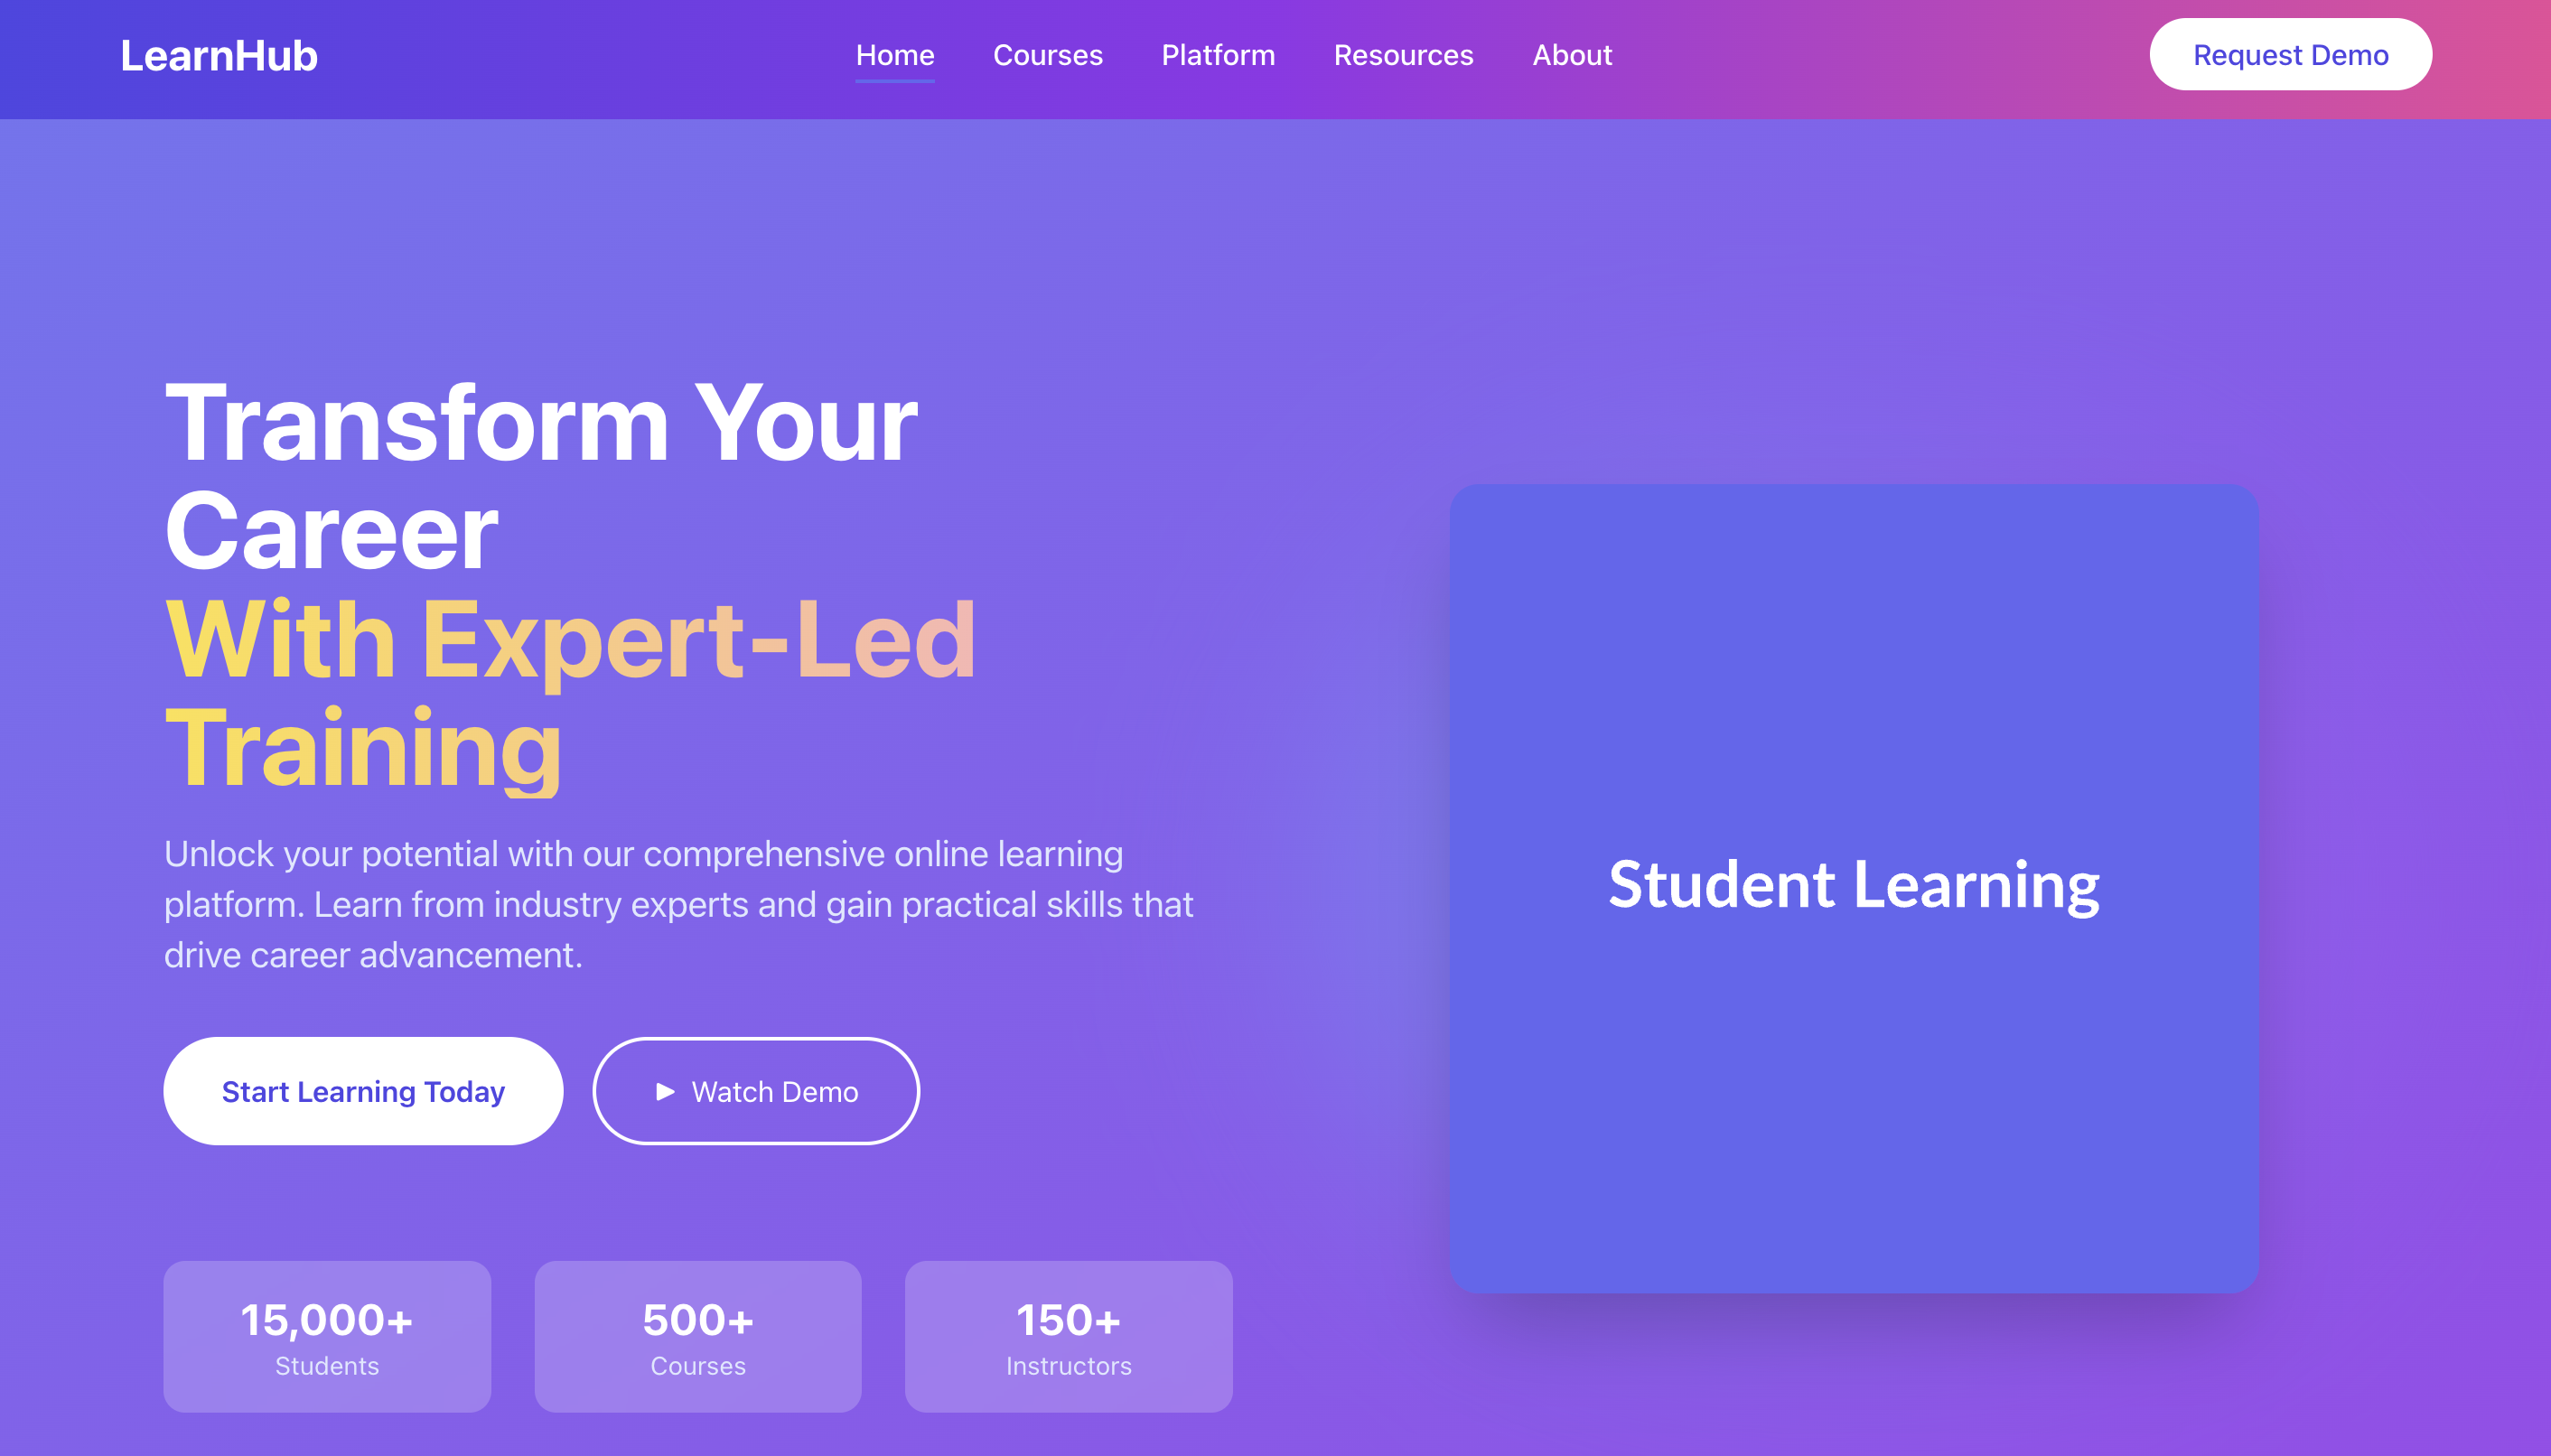 LearnHub
Home
Courses
Platform
Resources
About
Request Demo
Transform Your
Career
With Expert-Led
Training
Unlock your potential with our comprehensive online learning
platform. Learn from industry experts and gain practical skills that
drive career advancement.
Start Learning Today
Watch Demo
15,000+
Students
500+
Courses
150+
Instructors
Student Learning